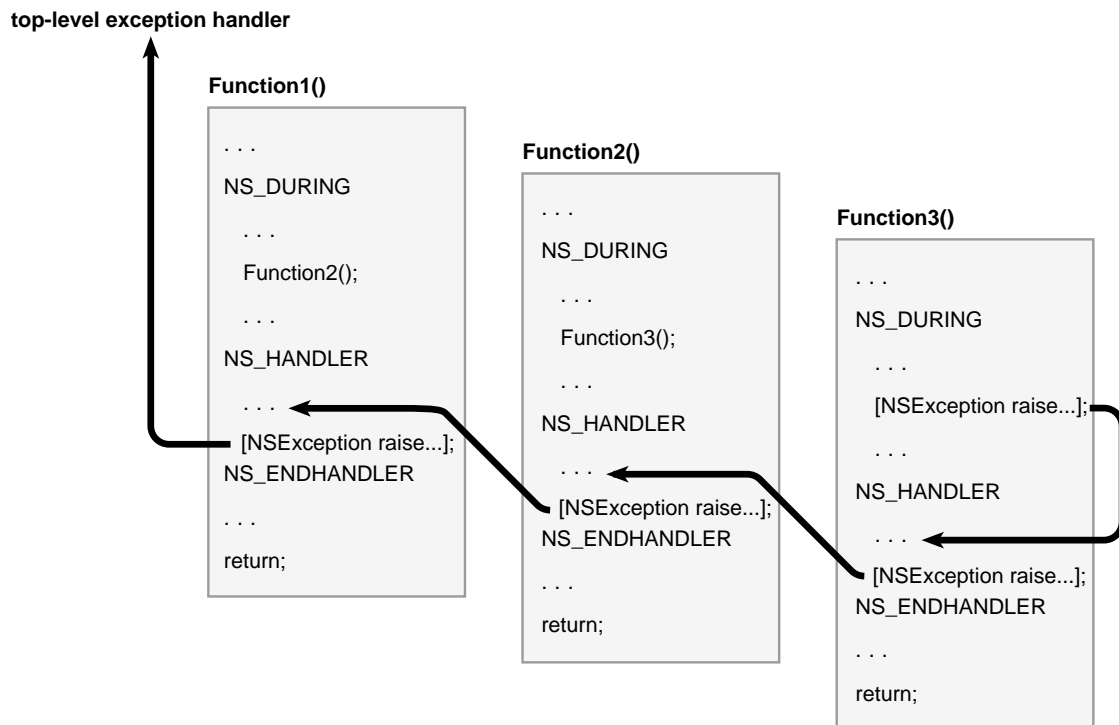 top-level exception handler
Function1()
. . .
NS_DURING
. . .
Function2();
. . .
NS_HANDLER
. . .
[NSException raise...];
NS_ENDHANDLER
. . .
return;
Function2()
. . .
NS_DURING
. . .
Function3();
. . .
NS_HANDLER
. . .
[NSException raise...];
NS_ENDHANDLER
. . .
return;
Function3()
. . .
NS_DURING
. . .
[NSException raise...];
. . .
NS_HANDLER
. . .
[NSException raise...];
NS_ENDHANDLER
. . .
return;